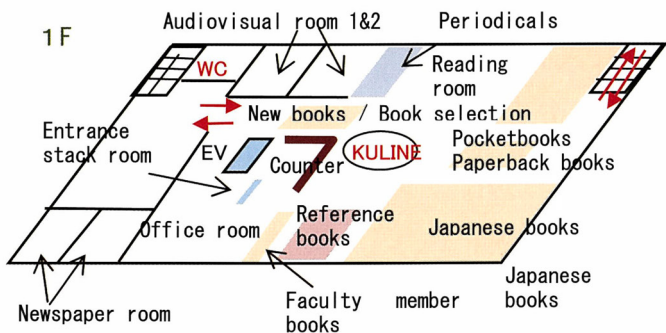 1F
Audiovisual room 1&2
Periodicals
WC
Reading
room
New books / Book selection
Entrance
stack room
EV
Counter
KULINE
Pocketbooks
Paperback books
Office room
Reference
books
Japanese books
Newspaper room
Faculty member
books
Japanese
books